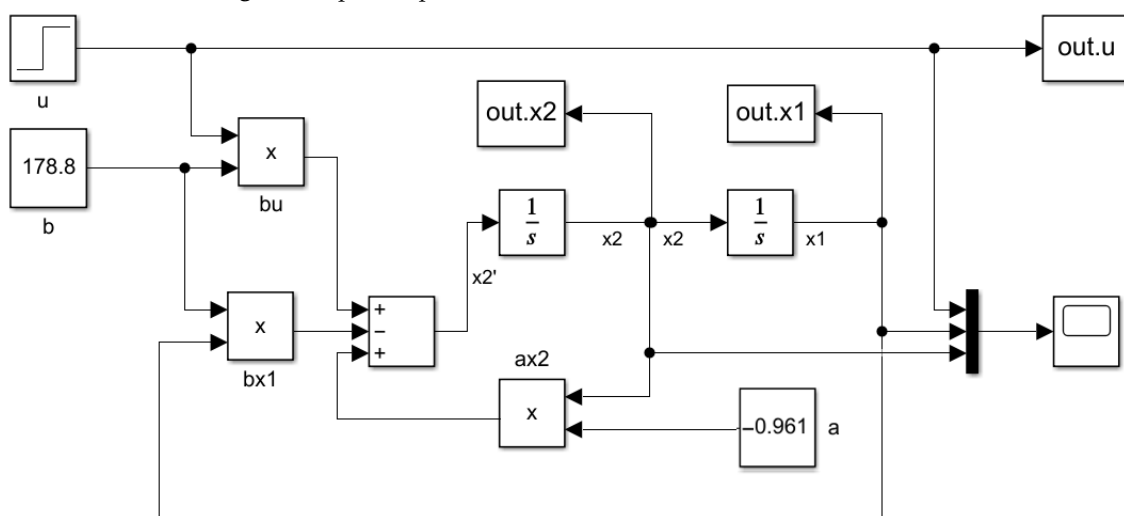 out.u
u
out.x2
out.x1
178.8
x
bu
b
1
s
1
s
x2
x2
x1
x2'
x
+
−
+
bx1
ax2
x
−0.961
a